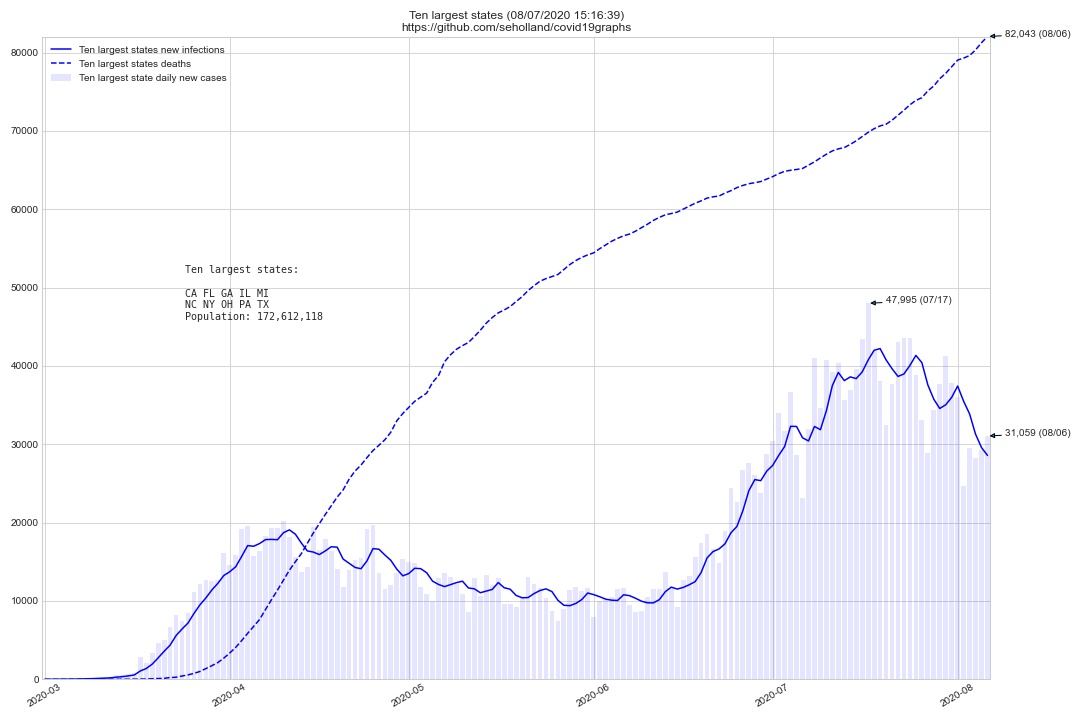 Ten largest states (08/07/2020 15:16:39)
https://github.com/seholland/covid19graphs
Ten largest states new infections
Ten largest states deaths
Ten largest state daily new cases
82,043 (08/06)
80000
70000
60000
50000
40000
30000
20000
10000
0
Ten largest states:
CA FL GA IL MI
NC NY OH PA TX
Population: 172,612,118
47,995 (07/17)
31,059 (08/06)
2020-03
2020-04
2020-05
2020-06
2020-07
2020-08